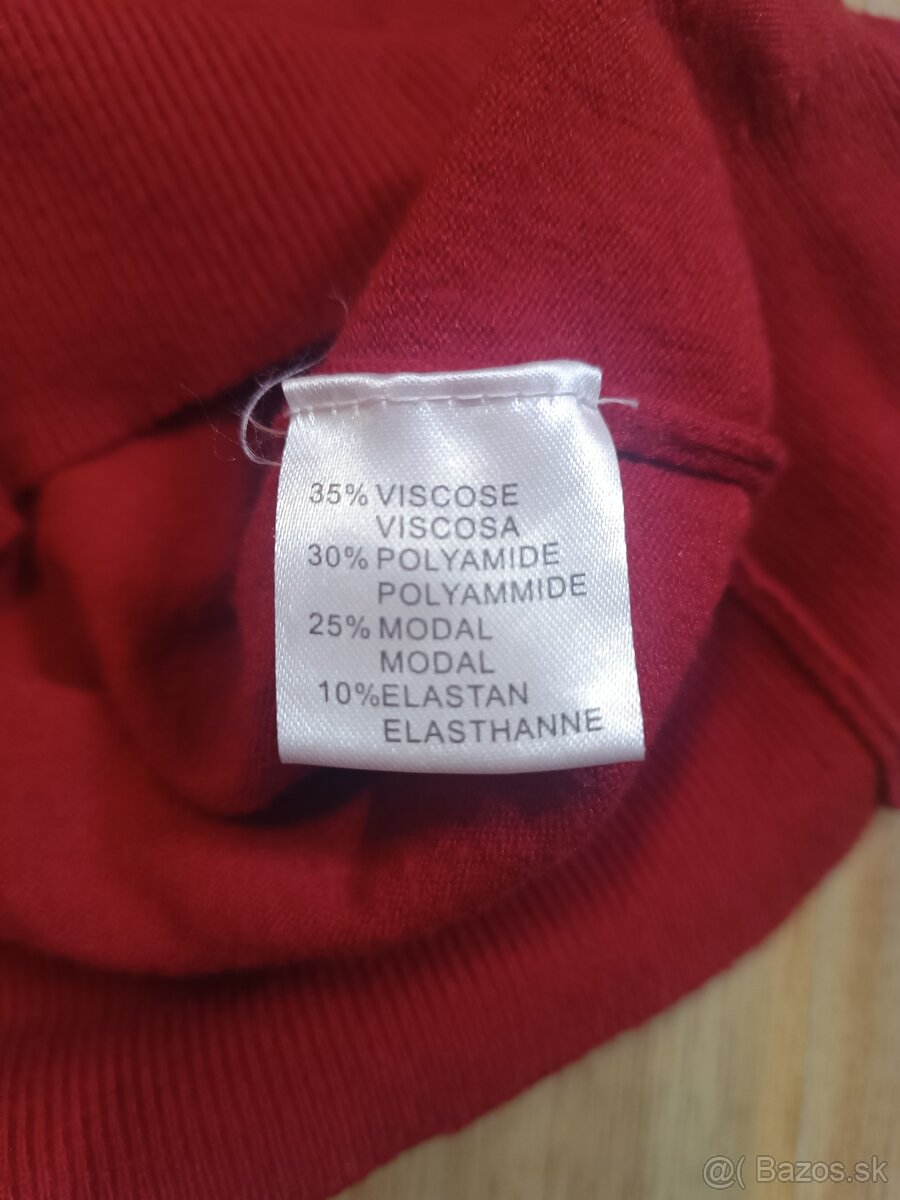 35% VISCOSE
VISCOSA
30% POLYAMIDE
POLYAMMIDE
25% MODAL
MODAL
10% ELASTAN
ELASTHANNE
@( Bazos.sk